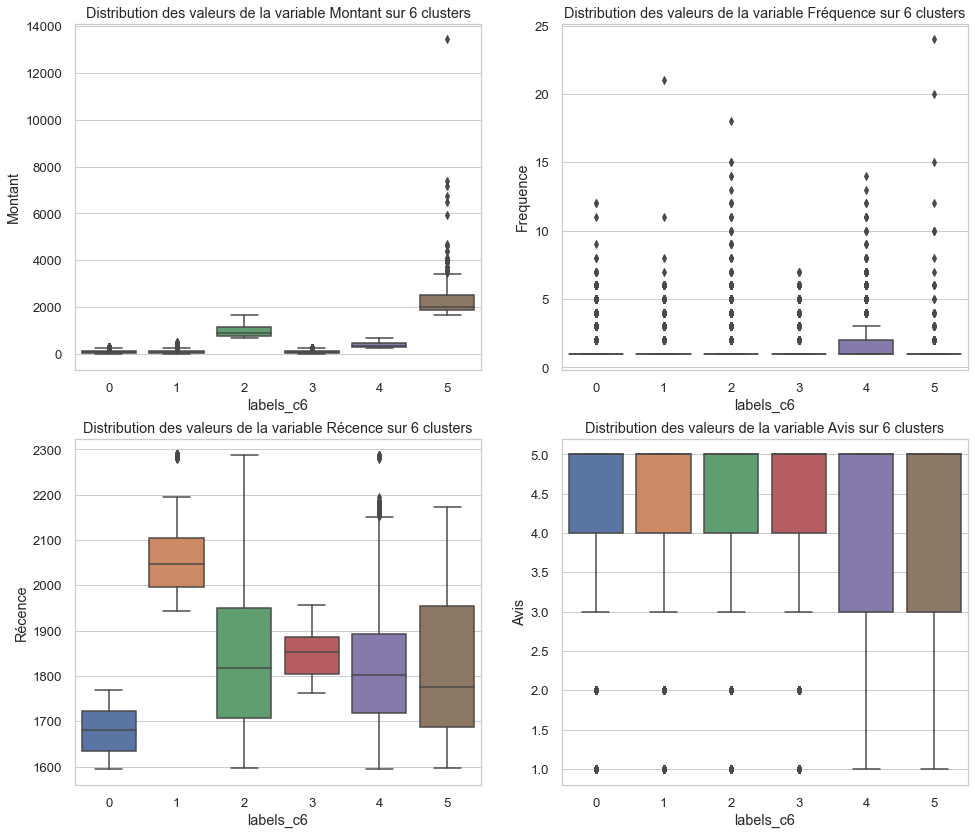 Distribution des valeurs de la variable Montant sur 6 clusters
14000
12000
10000
8000
6000
4000
2000
0
Montant
0 1 2 3 4 5
labels_c6
Distribution des valeurs de la variable Fréquence sur 6 clusters
25
20
15
10
5
0
Frequence
0 1 2 3 4 5
labels_c6
Distribution des valeurs de la variable Récence sur 6 clusters
2300
2200
2100
2000
1900
1800
1700
1600
Récence
0 1 2 3 4 5
labels_c6
Distribution des valeurs de la variable Avis sur 6 clusters
5.0
4.5
4.0
3.5
3.0
2.5
2.0
1.5
1.0
Avis
0 1 2 3 4 5
labels_c6